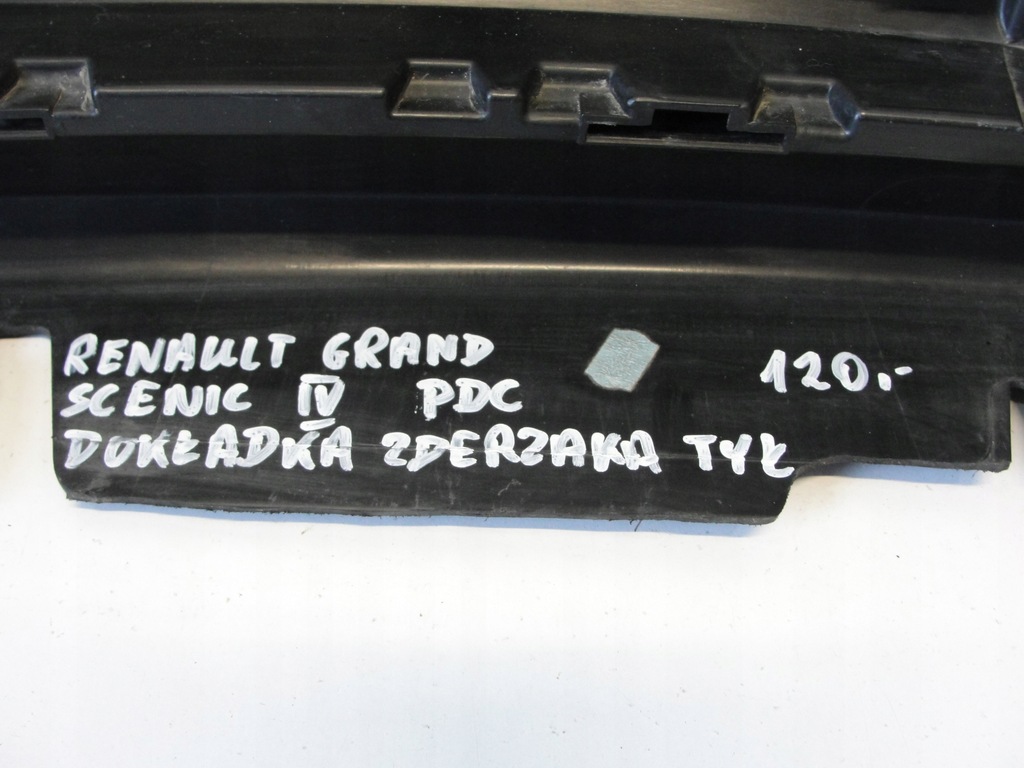 RENAULT GRAND
SCENIC IV PDC 120.-
DOKŁADKA ZDERZAKA TYŁ